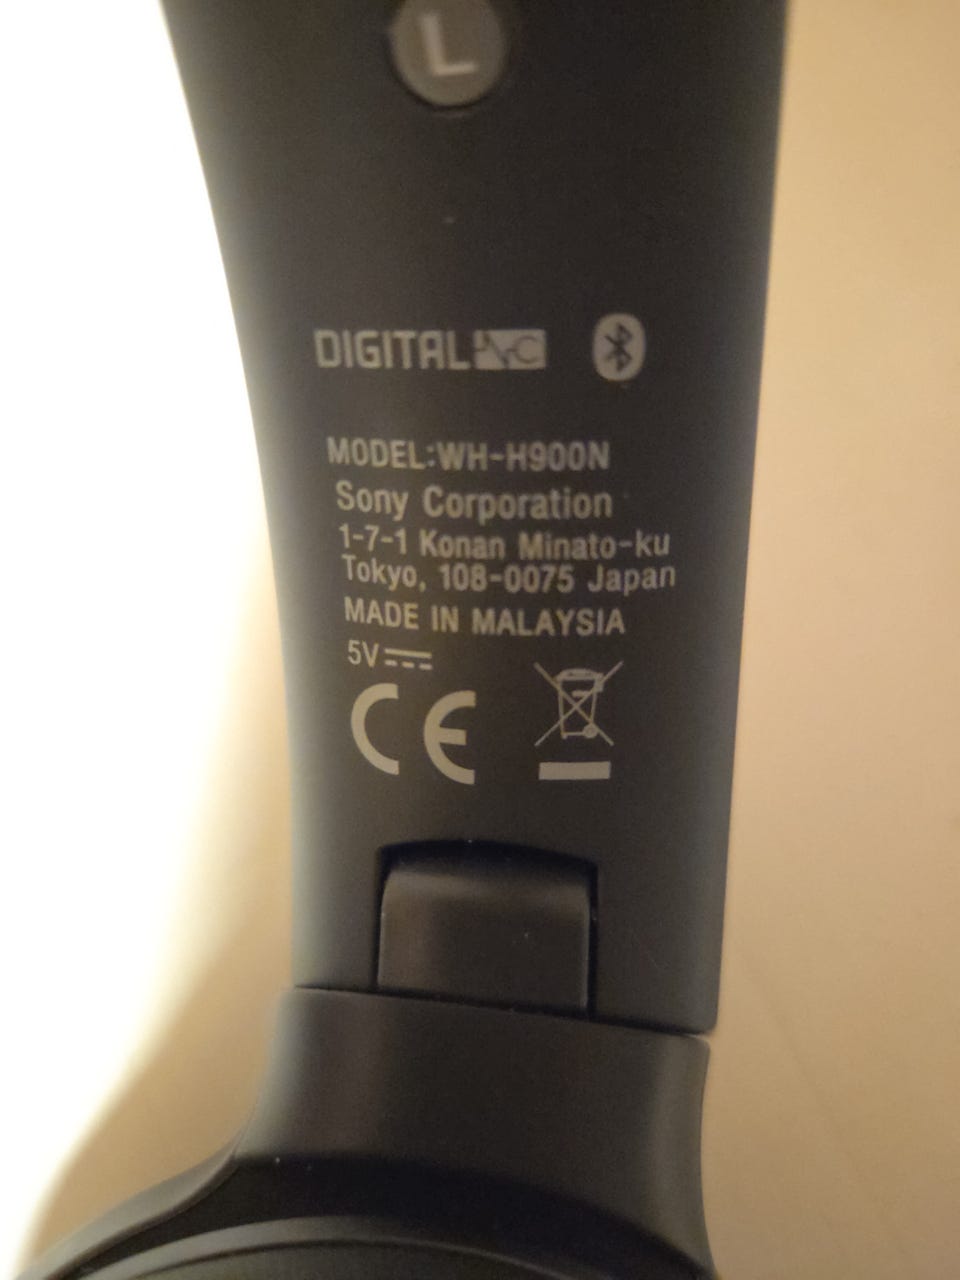 L
DIGITAL NC
MODEL:WH-H900N
Sony Corporation
1-7-1 Konan Minato-ku
Tokyo, 108-0075 Japan
MADE IN MALAYSIA
5V
CE